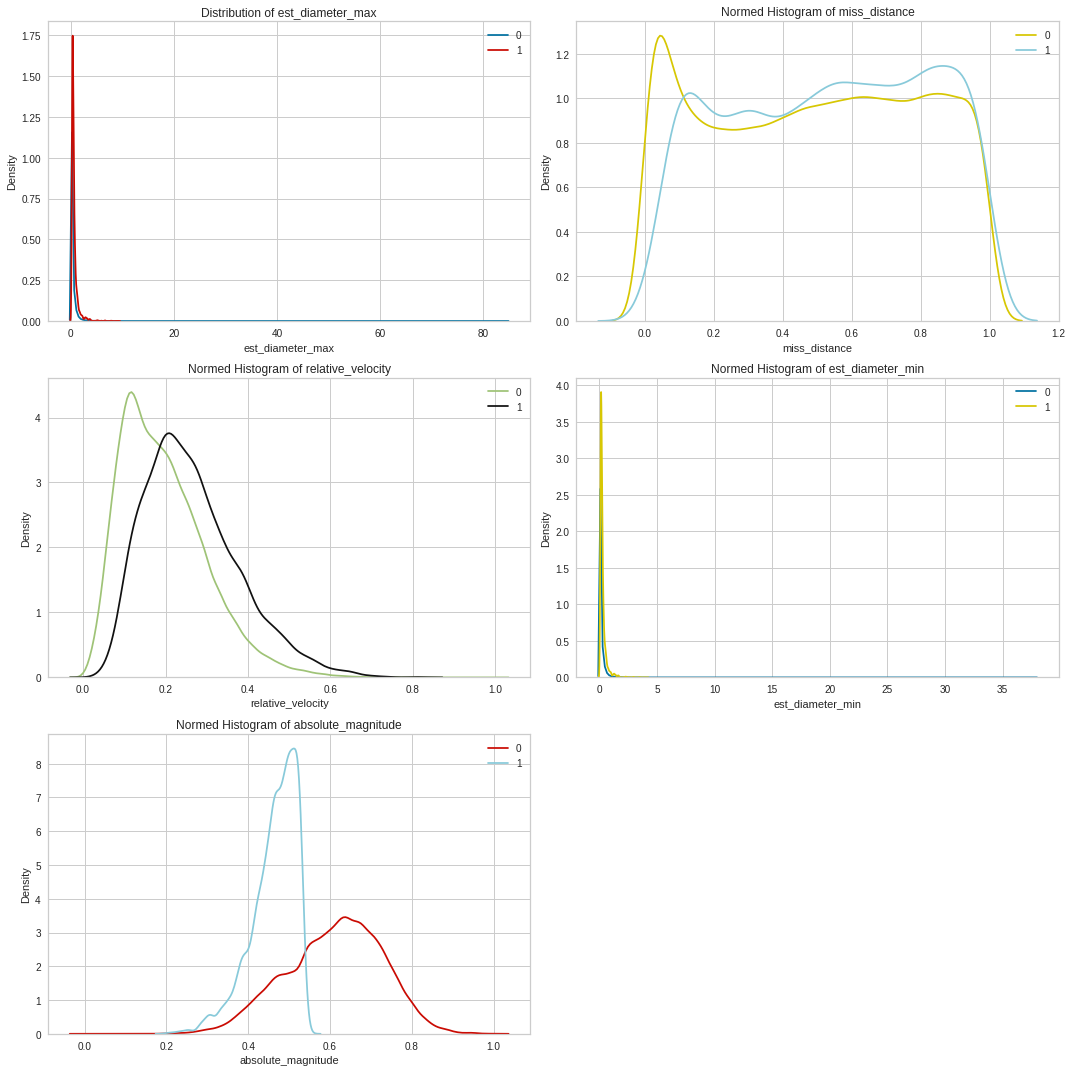 Distribution of est_diameter_max
0
1
1.75
1.50
1.25
1.00
0.75
0.50
0.25
0.00
Density
0 20 40 60 80
est_diameter_max
Normed Histogram of miss_distance
0
1
1.2
1.0
0.8
0.6
0.4
0.2
0.0
Density
0.0 0.2 0.4 0.6 0.8 1.0 1.2
miss_distance
Normed Histogram of relative_velocity
0
1
4
3
2
1
0
Density
0.0 0.2 0.4 0.6 0.8 1.0
relative_velocity
Normed Histogram of est_diameter_min
0
1
4.0
3.5
3.0
2.5
2.0
1.5
1.0
0.5
0.0
Density
0 5 10 15 20 25 30 35
est_diameter_min
Normed Histogram of absolute_magnitude
0
1
8
7
6
5
4
3
2
1
0
Density
0.0 0.2 0.4 0.6 0.8 1.0
absolute_magnitude